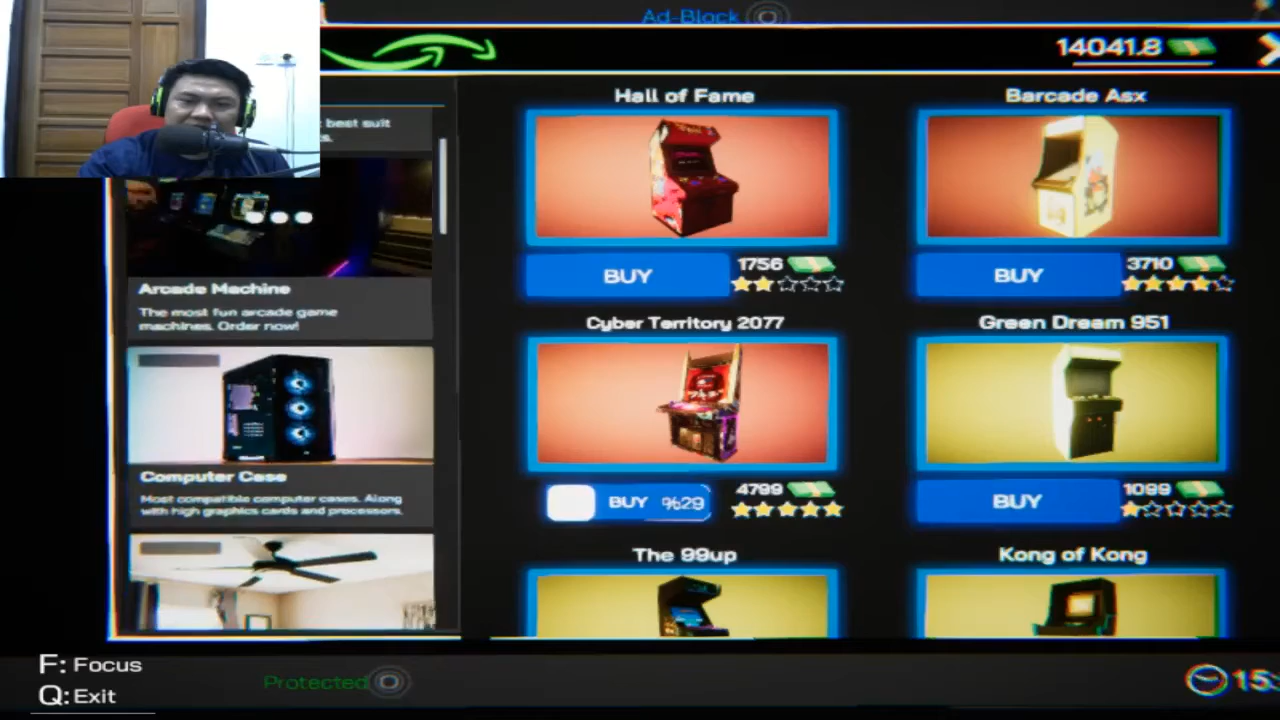 Ad-Block
14041.8
best suit
Hall of Fame
Barcade Asx
BUY
1756
BUY
3710
Arcade Machine
The most fun arcade game
machines. Order now!
Cyber Territory 2077
Green Dream 951
Computer Case
Most compatible computer cases. Along
with high graphics cards and processors.
BUY %29
4799
BUY
1099
The 99up
Kong of Kong
F: Focus
Q: Exit
Protected
15